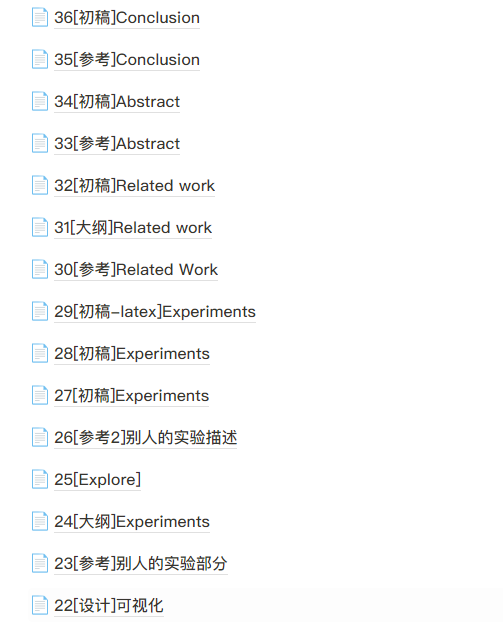 36[初稿]Conclusion
35[参考]Conclusion
34[初稿]Abstract
33[参考]Abstract
32[初稿]Related work
31[大纲]Related work
30[参考]Related Work
29[初稿-latex]Experiments
28[初稿]Experiments
27[初稿]Experiments
26[参考2]别人的实验描述
25[Explore]
24[大纲]Experiments
23[参考]别人的实验部分
22[设计]可视化